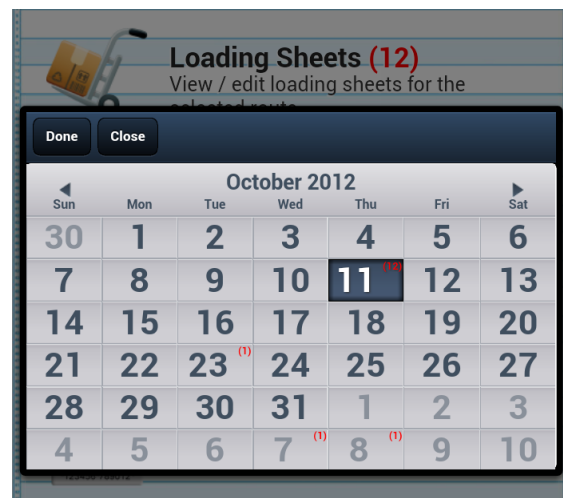 Loading Sheets (12)
View / edit loading sheets for the
Done Close
October 2012
Sun Mon Tue Wed Thu Fri Sat
30 1 2 3 4 5 6
7 8 9 10 11 12 13
14 15 16 17 18 19 20
21 22 23 (1) 24 25 26 27
28 29 30 31 1 2 3
4 5 6 7 (1) 8 (1) 9 10